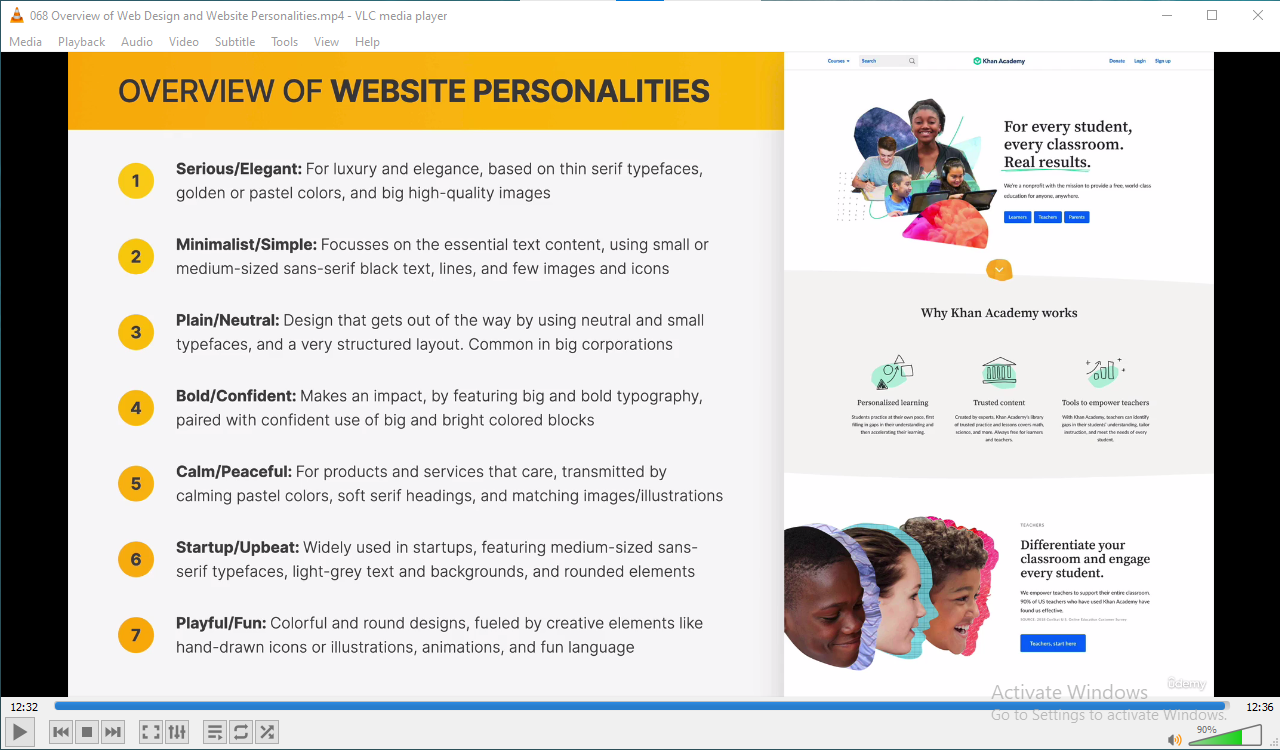 068 Overview of Web Design and Website Personalities.mp4 - VLC media player
Media Playback Audio Video Subtitle Tools View Help
OVERVIEW OF WEBSITE PERSONALITIES
1
Serious/Elegant: For luxury and elegance, based on thin serif typefaces,
golden or pastel colors, and big high-quality images
2
Minimalist/Simple: Focusses on the essential text content, using small or
medium-sized sans-serif black text, lines, and few images and icons
3
Plain/Neutral: Design that gets out of the way by using neutral and small
typefaces, and a very structured layout. Common in big corporations
4
Bold/Confident: Makes an impact, by featuring big and bold typography,
paired with confident use of big and bright colored blocks
5
Calm/Peaceful: For products and services that care, transmitted by
calming pastel colors, soft serif headings, and matching images/illustrations
6
Startup/Upbeat: Widely used in startups, featuring medium-sized sans-
serif typefaces, light-grey text and backgrounds, and rounded elements
7
Playful/Fun: Colorful and round designs, fueled by creative elements like
hand-drawn icons or illustrations, animations, and fun language
Courses Search Khan Academy Donate Login Sign up
For every student,
every classroom.
Real results.
We're a nonprofit with the mission to provide a free, world-class
education for anyone, anywhere.
Learners Teachers Parents
Why Khan Academy works
Personalized learning
Students practice at their own pace, first
filling in gaps in their understanding and
then accelerating their learning.
Trusted content
Created by experts, Khan Academy's library
of trusted practice and lessons covers math,
science, and more. Always free for learners
and teachers.
Tools to empower teachers
With Khan Academy, teachers can identify
gaps in their students' understanding, tailor
instruction, and meet the needs of every
student.
TEACHERS
Differentiate your
classroom and engage
every student.
We empower teachers to support their entire classroom.
90% of US teachers who have used Khan Academy have
found us effective.
Teachers, start here
ûdemy
Activate Windows
Go to Settings to activate Windows.
12:32
12:36
90%